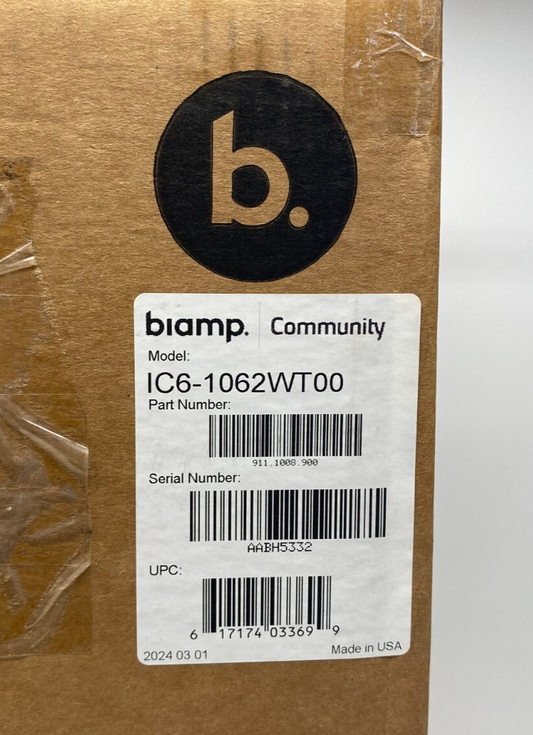 b.
biamp. Community
Model:
IC6-1062WT00
Part Number:
911.1008.900
Serial Number:
AABH5332
UPC:
6 17174 03369 9
2024 03 01 Made in USA